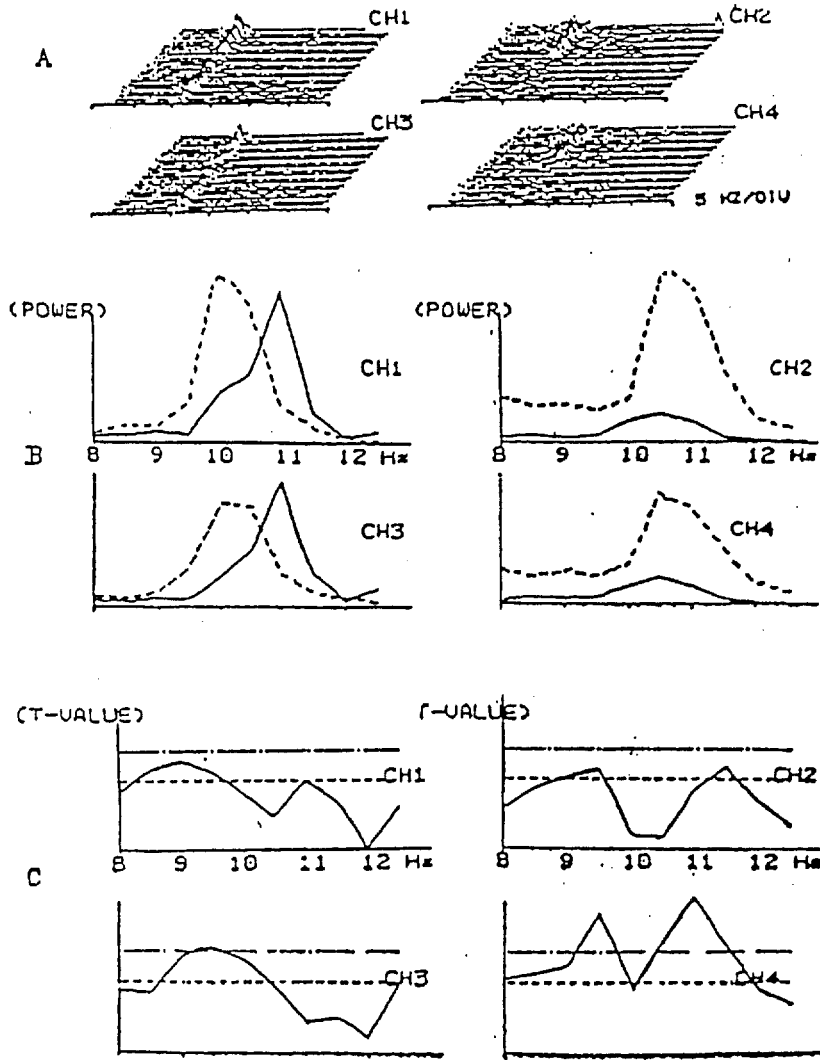 CH1
CH2
A
CH3
CH4
5 HZ/DIV
(POWER)
(POWER)
CH1
CH2
8 9 10 11 12 Hz
8 9 10 11 12 Hz
B
CH3
CH4
(T-VALUE)
T-VALUE)
CH1
CH2
8 9 10 11 12 Hz
8 9 10 11 12 Hz
C
CH3
CH4